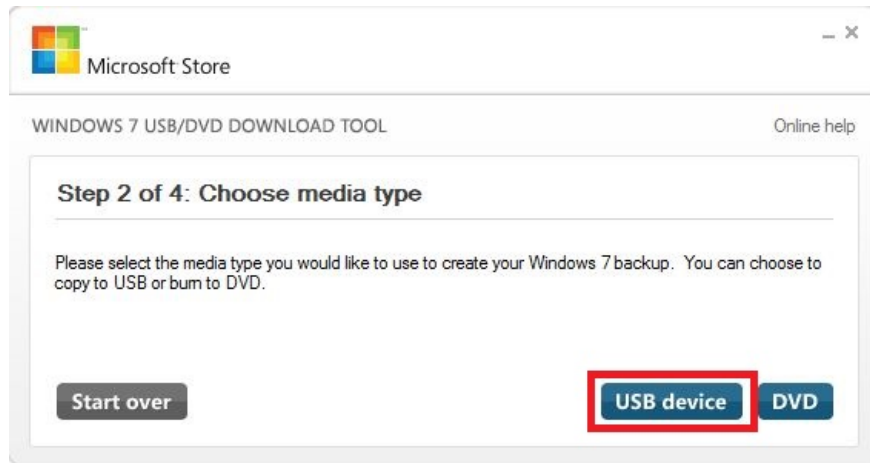 Microsoft Store
WINDOWS 7 USB/DVD DOWNLOAD TOOL
Online help
Step 2 of 4: Choose media type
Please select the media type you would like to use to create your Windows 7 backup.  You can choose to
copy to USB or burn to DVD.
Start over
USB device
DVD